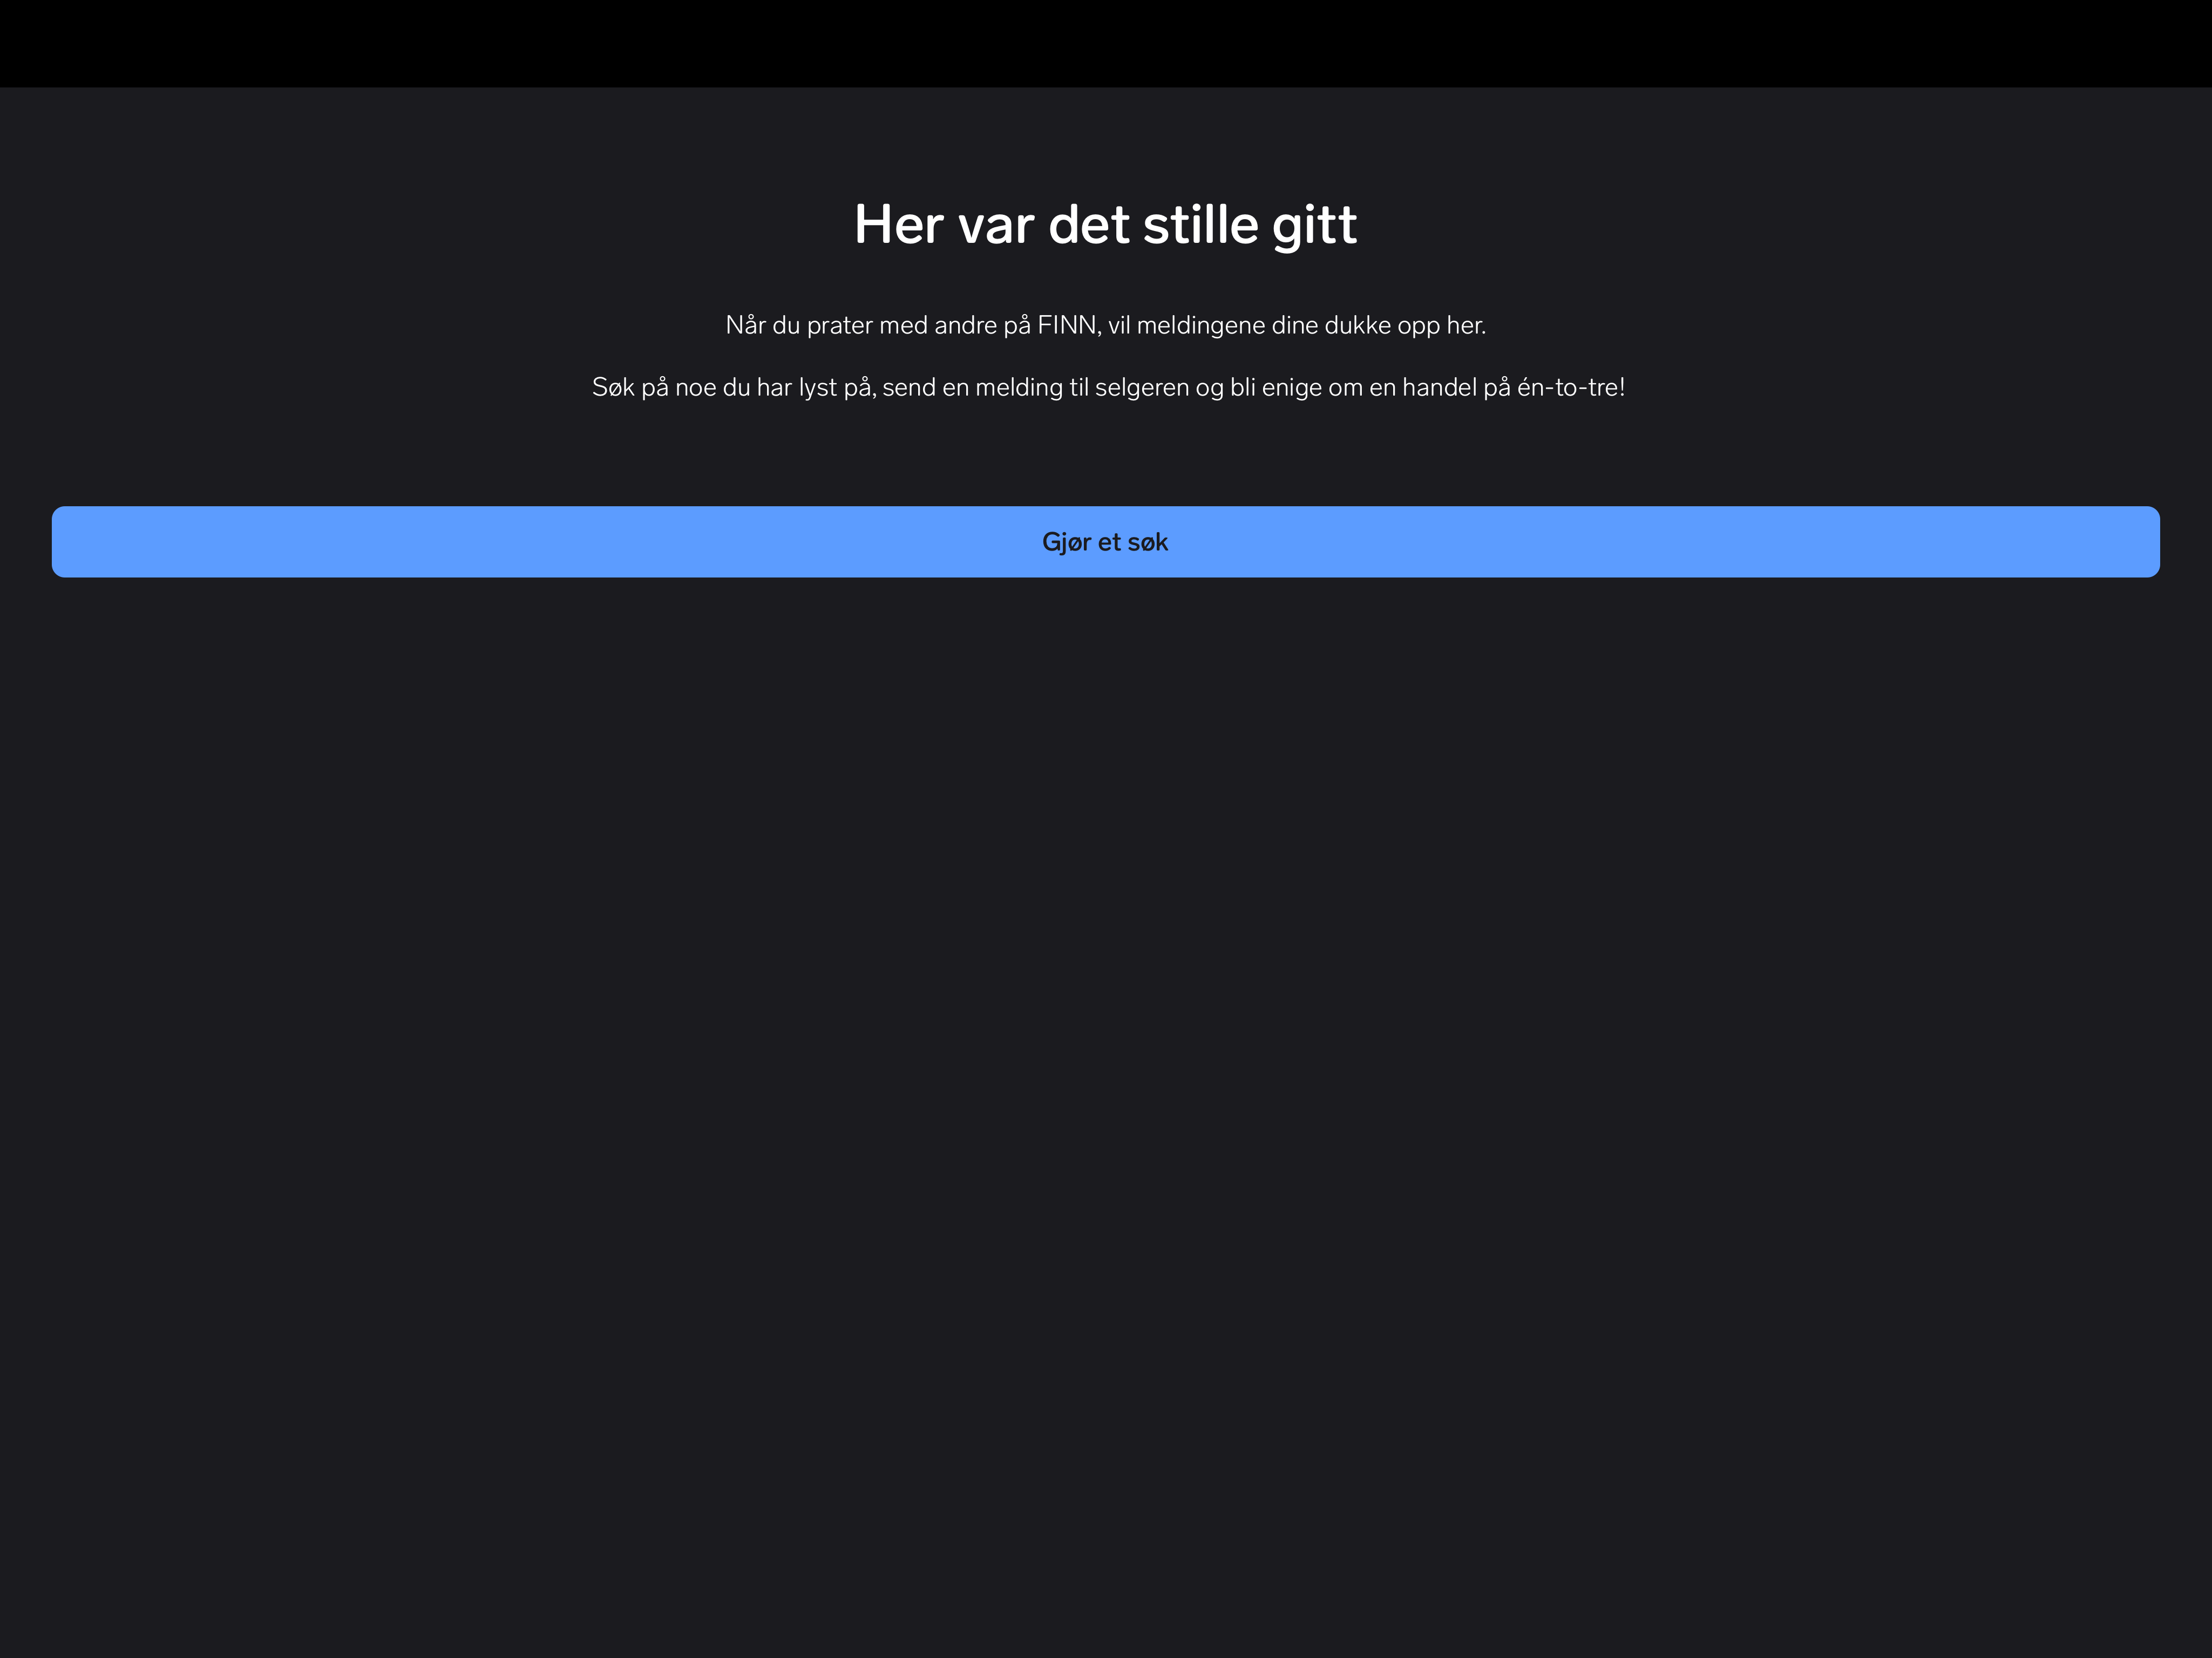 Her var det stille gitt
Når du prater med andre på FINN, vil meldingene dine dukke opp her.
Søk på noe du har lyst på, send en melding til selgeren og bli enige om en handel på én-to-tre!
Gjør et søk